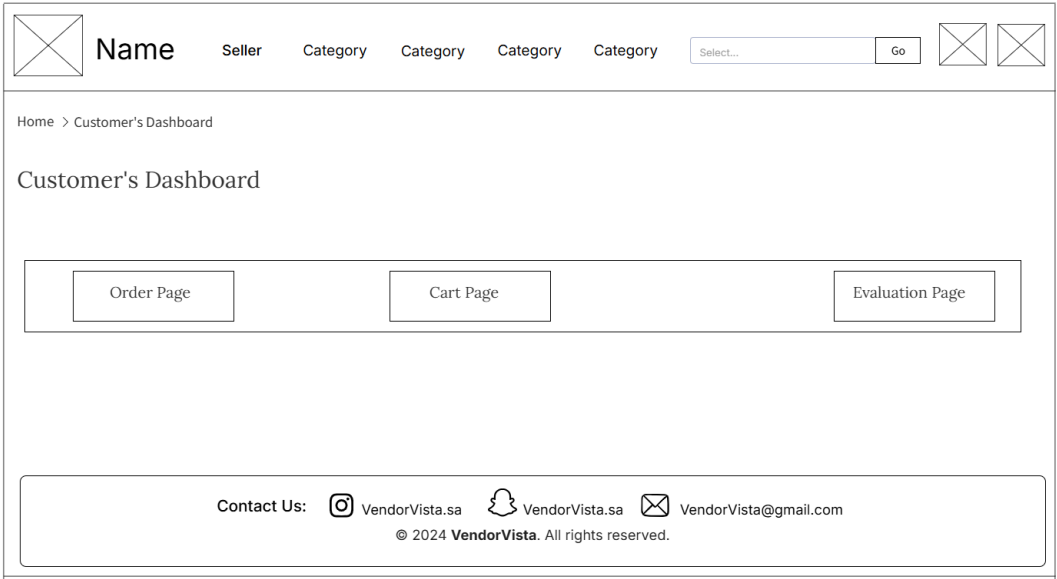 Name Seller Category Category Category Category Select... Go
Home > Customer's Dashboard
Customer's Dashboard
Order Page Cart Page Evaluation Page
Contact Us: VendorVista.sa VendorVista.sa VendorVista@gmail.com
© 2024 VendorVista. All rights reserved.